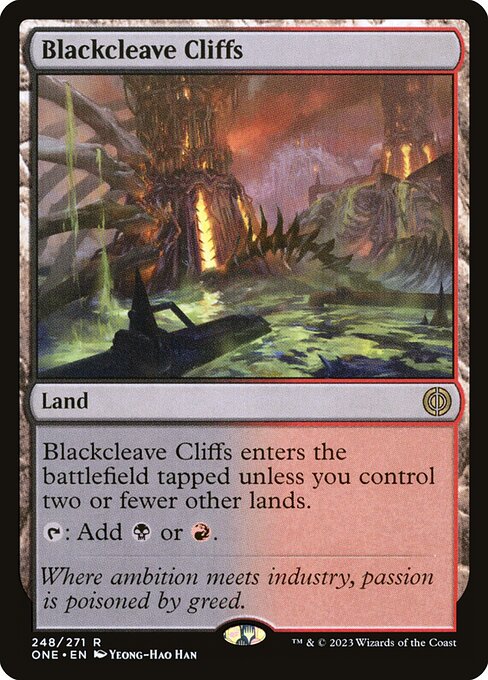 Blackcleave Cliffs
Land
Blackcleave Cliffs enters the
battlefield tapped unless you control
two or fewer other lands.
: Add or .
Where ambition meets industry, passion
is poisoned by greed.
248/271 R
ONE • EN Yeong-Hao Han
™ & © 2023 Wizards of the Coast